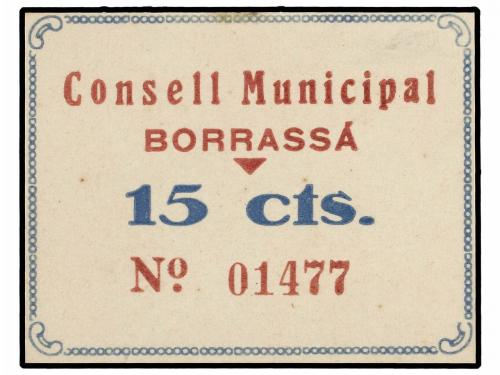 Consell Municipal
BORRASSÁ
15 cts.
Nº 01477